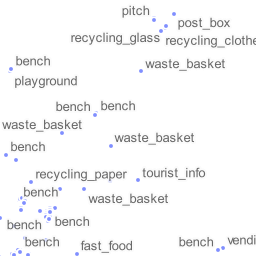 pitch
post_box
recycling_glass
recycling_clothe
bench
waste_basket
playground
bench
bench
waste_basket
waste_basket
bench
recycling_paper
tourist_info
bench
waste_basket
bench
bench
bench
fast_food
bench
vendi